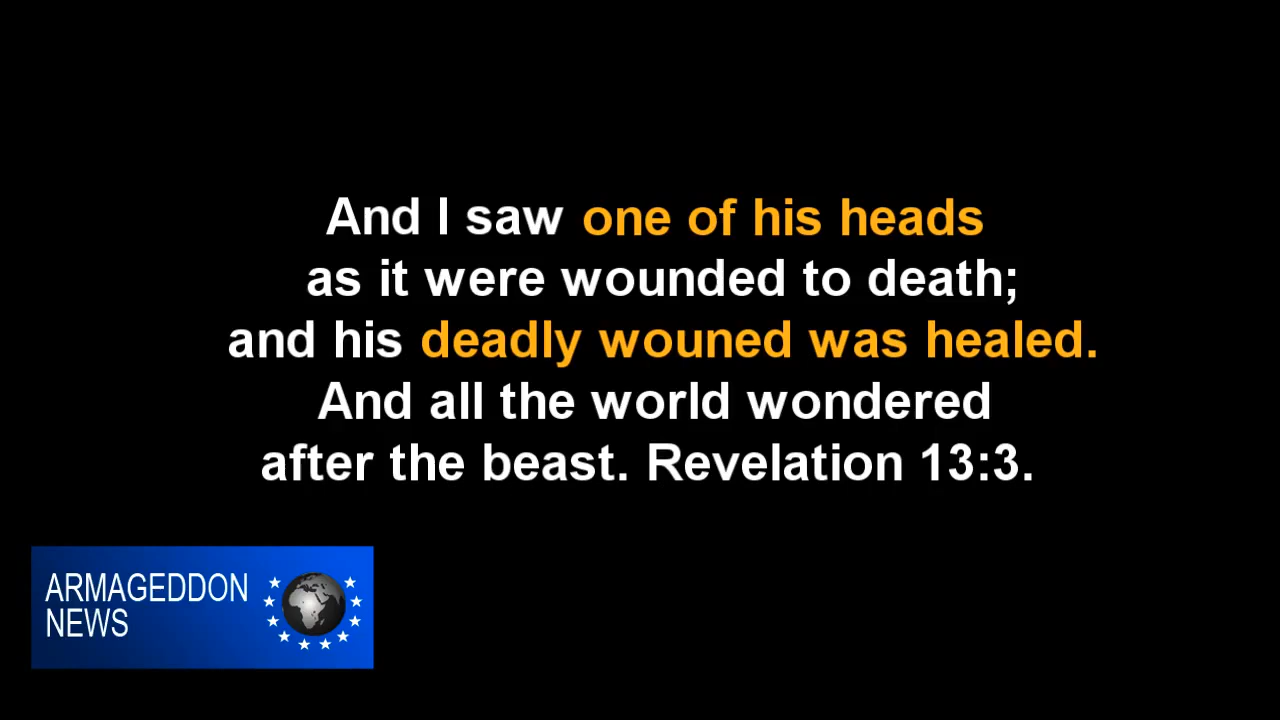 And I saw one of his heads
as it were wounded to death;
and his deadly wouned was healed.
And all the world wondered
after the beast. Revelation 13:3.
ARMAGEDDON
NEWS